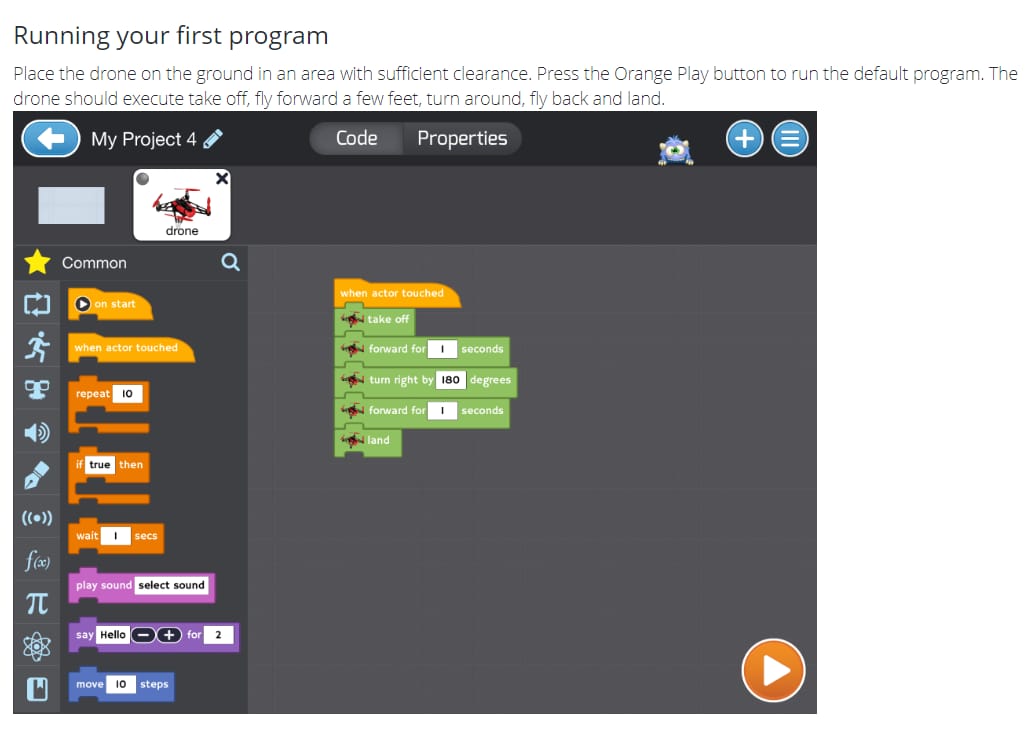 Running your first program
Place the drone on the ground in an area with sufficient clearance. Press the Orange Play button to run the default program. The
drone should execute take off, fly forward a few feet, turn around, fly back and land.
My Project 4
Code
Properties
drone
Common
on start
when actor touched
repeat 10
if true then
wait 1 secs
play sound select sound
say Hello − + for 2
move 10 steps
((•))
f(x)
π
when actor touched
take off
forward for 1 seconds
turn right by 180 degrees
forward for 1 seconds
land